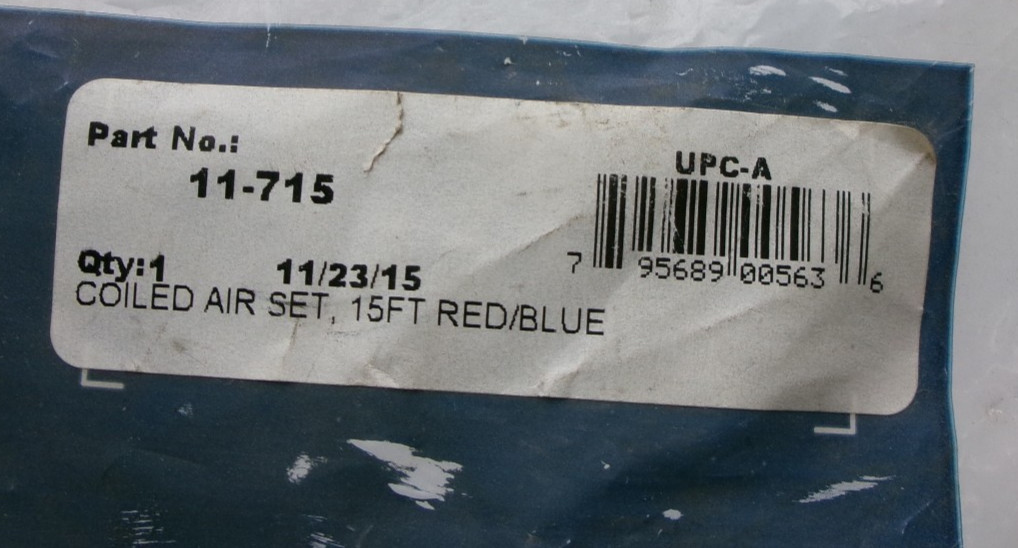 Part No.:
11-715
UPC-A
7 95689 00563 6
Qty:1 11/23/15
COILED AIR SET, 15FT RED/BLUE